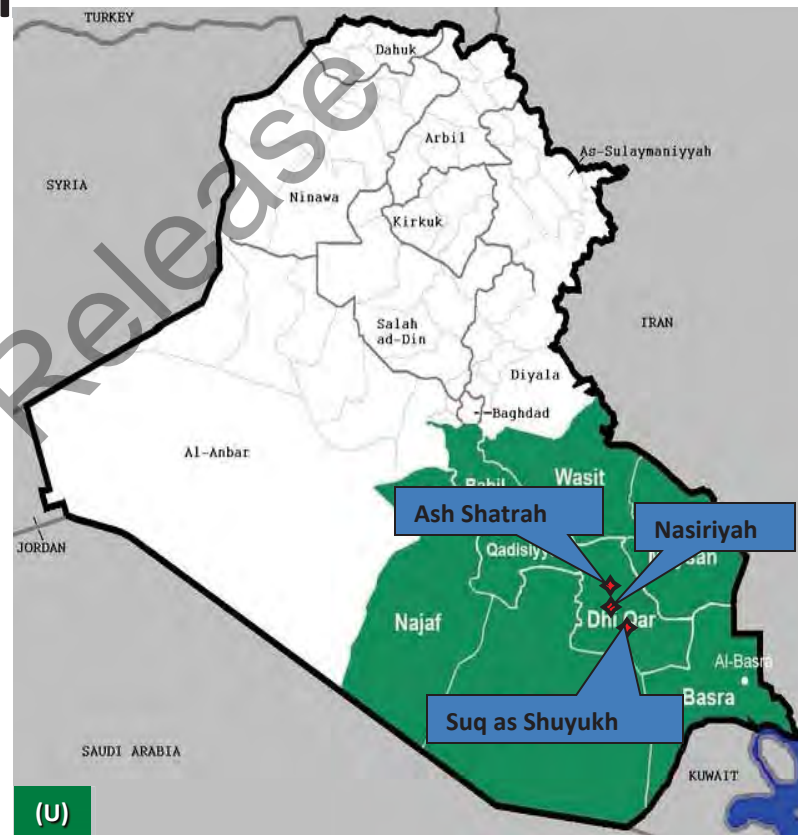 TURKEY
Dahuk
Release
Arbil
As-Sulaymaniyyah
SYRIA
Ninawa
Kirkuk
IRAN
Salah
ad-Din
Diyala
Baghdad
Al-Anbar
Wasit
Ash Shatrah
Nasiriyah
JORDAN
Najaf
Dhi Qar
Al-Basra
Basra
Suq as Shuyukh
SAUDI ARABIA
KUWAIT
(U)